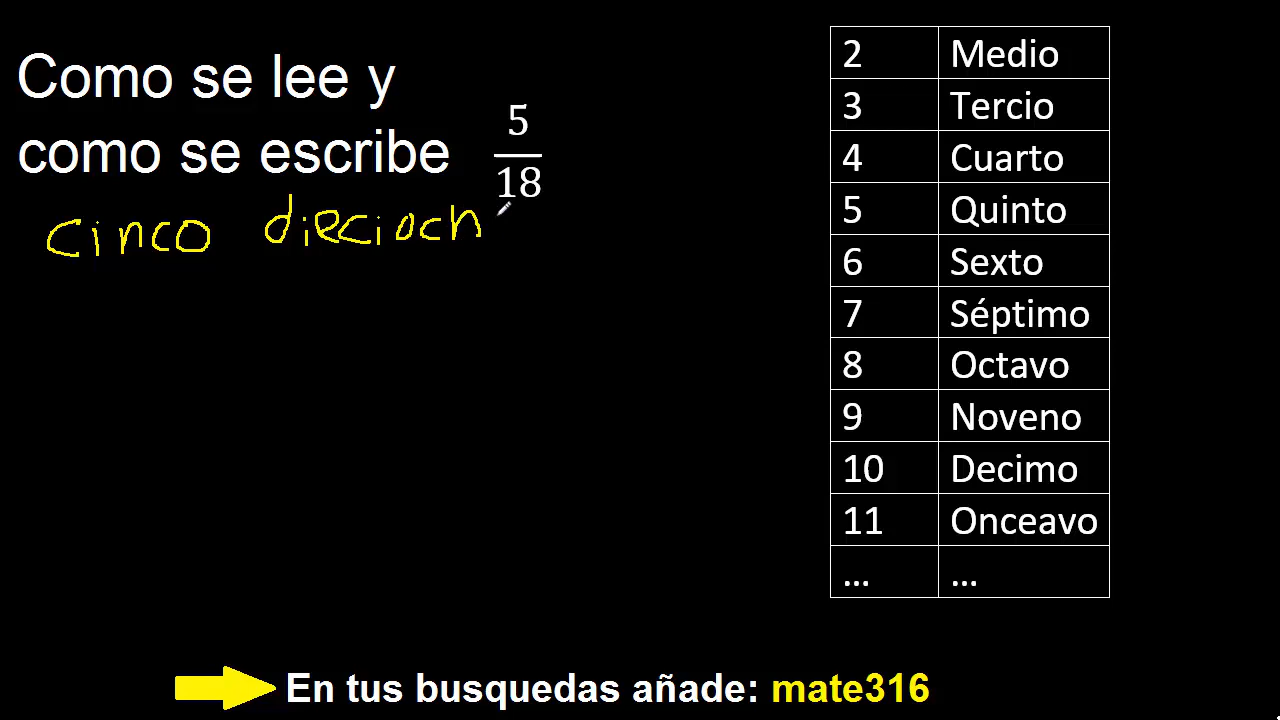 Como se lee y
como se escribe
5
18
cinco diecioch
2 Medio
3 Tercio
4 Cuarto
5 Quinto
6 Sexto
7 Séptimo
8 Octavo
9 Noveno
10 Decimo
11 Onceavo
... ...
En tus busquedas añade: mate316